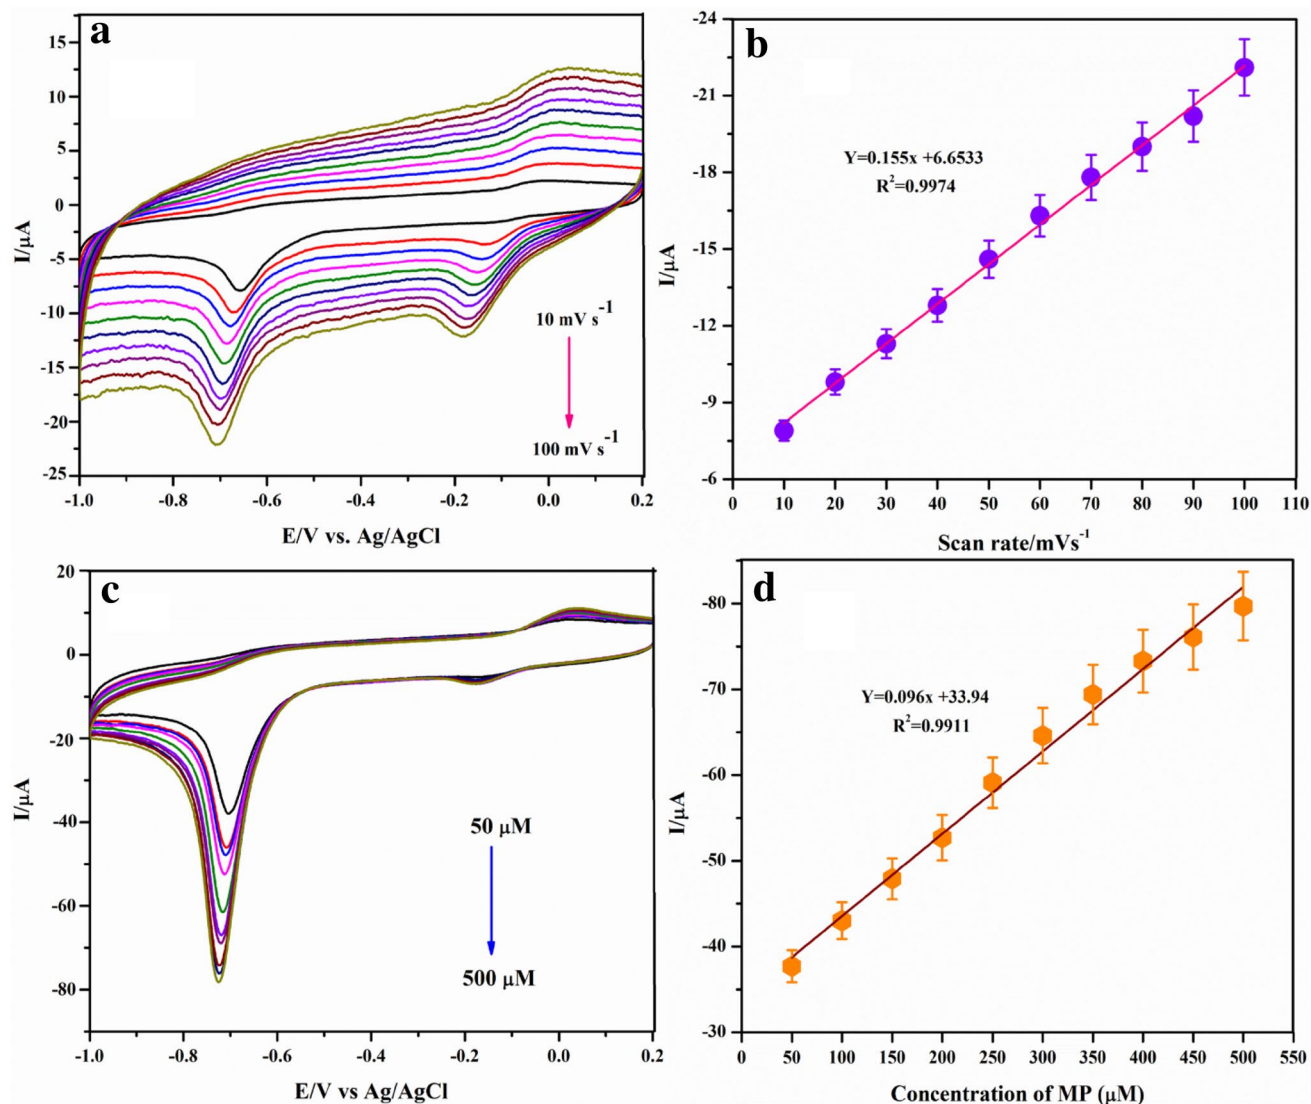 a
17.5
15
10
5
0
-5
-10
-15
-20
-25
I/µA
10 mV s-1
100 mV s-1
-1.0 -0.8 -0.6 -0.4 -0.2 0.0 0.2
E/V vs. Ag/AgCl
b
-24
-21
-18
-15
-12
-9
-6
I/µA
Y=0.155x +6.6533
R2=0.9974
0 10 20 30 40 50 60 70 80 90 100 110
Scan rate/mVs-1
c
20
0
-20
-40
-60
-80
I/µA
50 µM
500 µM
-1.0 -0.8 -0.6 -0.4 -0.2 0.0 0.2
E/V vs Ag/AgCl
d
-80
-70
-60
-50
-40
-30
I/µA
Y=0.096x +33.94
R2=0.9911
0 50 100 150 200 250 300 350 400 450 500 550
Concentration of MP (µM)